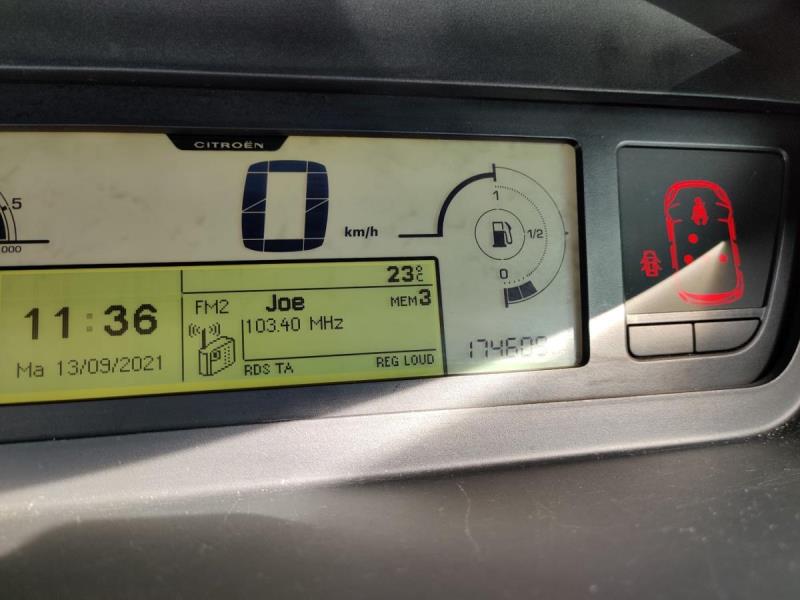 CITROËN
5
000
0 km/h
1
1/2
0
23°C
FM2 Joe MEM3
11:36
103.40 MHz
Ma 13/09/2021
RDS TA REG LOUD